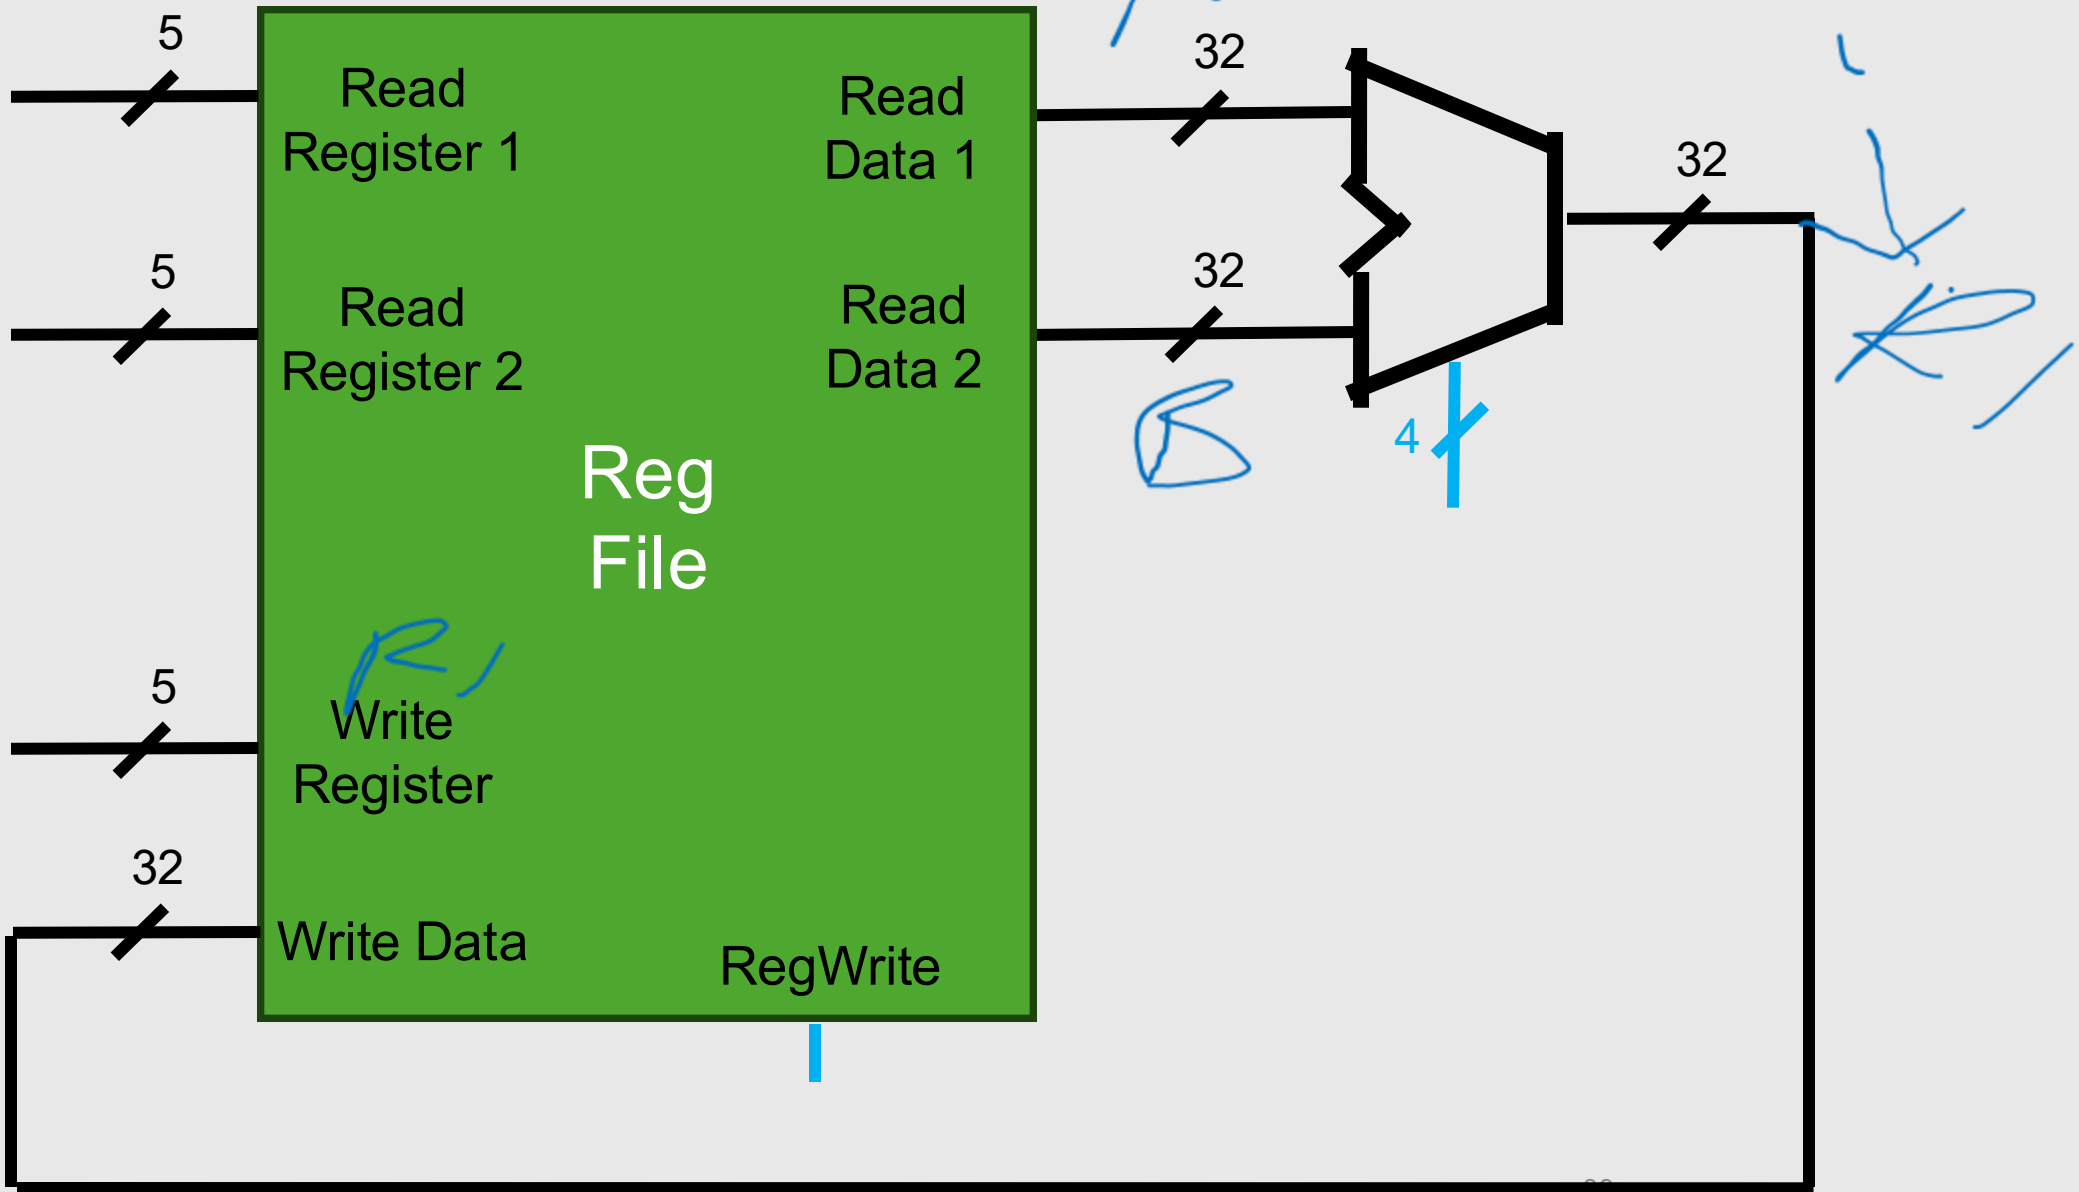 5
Read
Register 1
Read
Data 1
32
32
5
Read
Register 2
Read
Data 2
32
4
Reg
File
5
Write
Register
32
Write Data
RegWrite